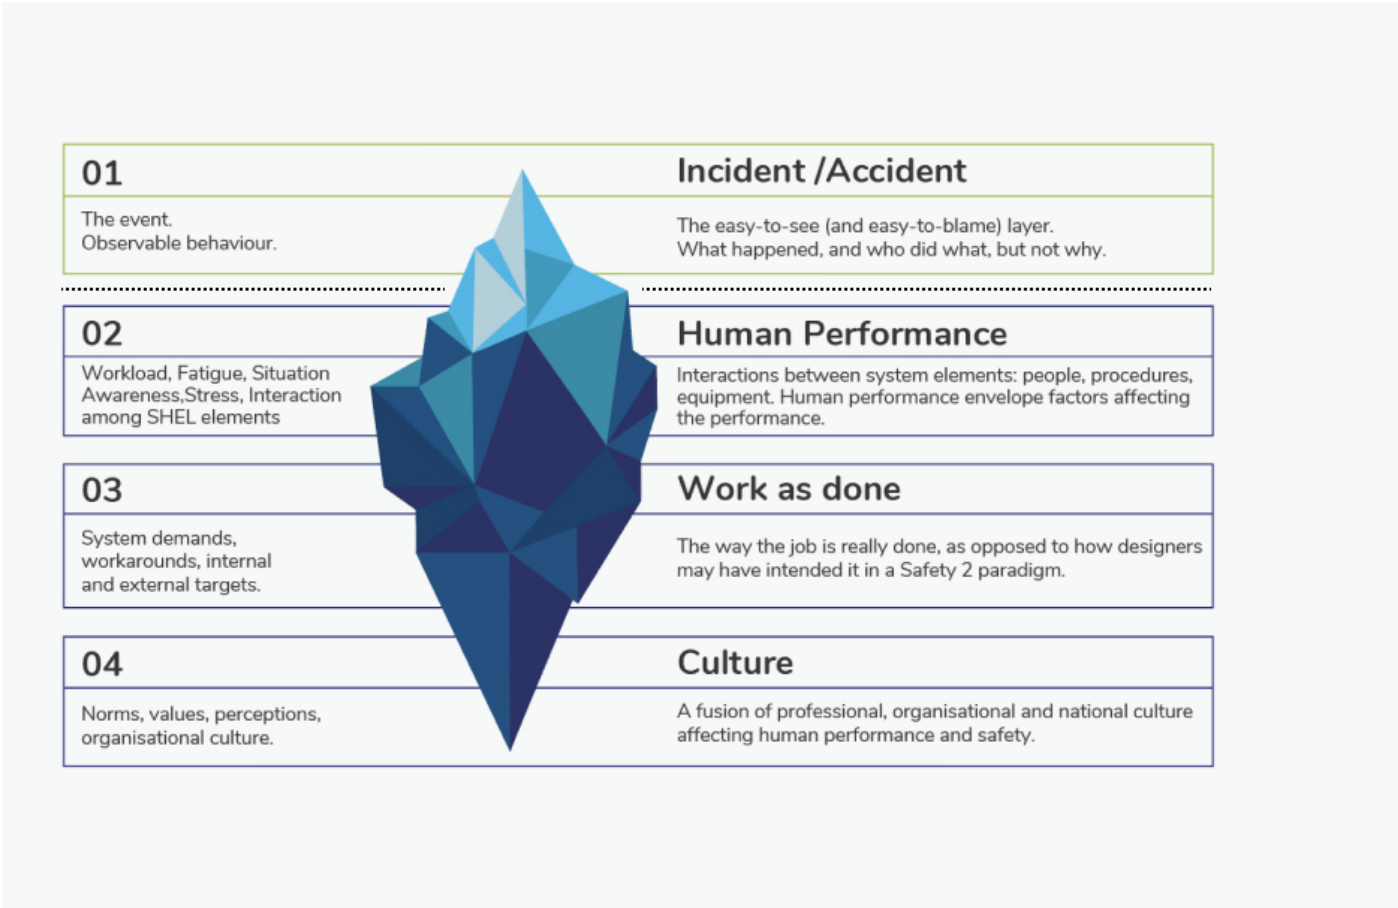 01
Incident /Accident
The event.
Observable behaviour.
The easy-to-see (and easy-to-blame) layer.
What happened, and who did what, but not why.
02
Human Performance
Workload, Fatigue, Situation
Awareness,Stress, Interaction
among SHEL elements
Interactions between system elements: people, procedures,
equipment. Human performance envelope factors affecting
the performance.
03
Work as done
System demands,
workarounds, internal
and external targets.
The way the job is really done, as opposed to how designers
may have intended it in a Safety 2 paradigm.
04
Culture
Norms, values, perceptions,
organisational culture.
A fusion of professional, organisational and national culture
affecting human performance and safety.